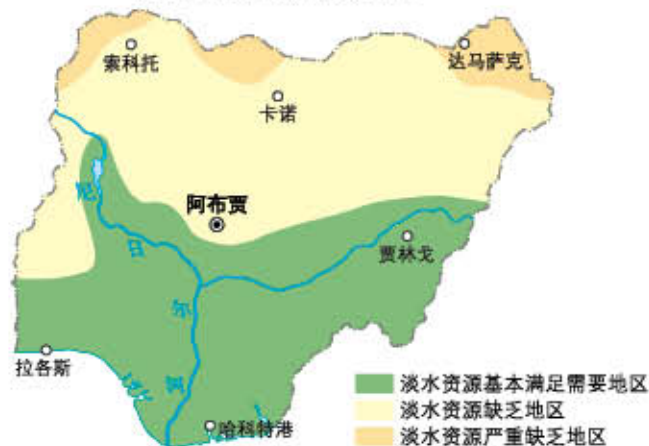 索科托
达马萨克
卡诺
阿布贾
尼日尔河
贾林戈
拉各斯
哈科特港
淡水资源基本满足需要地区
淡水资源缺乏地区
淡水资源严重缺乏地区